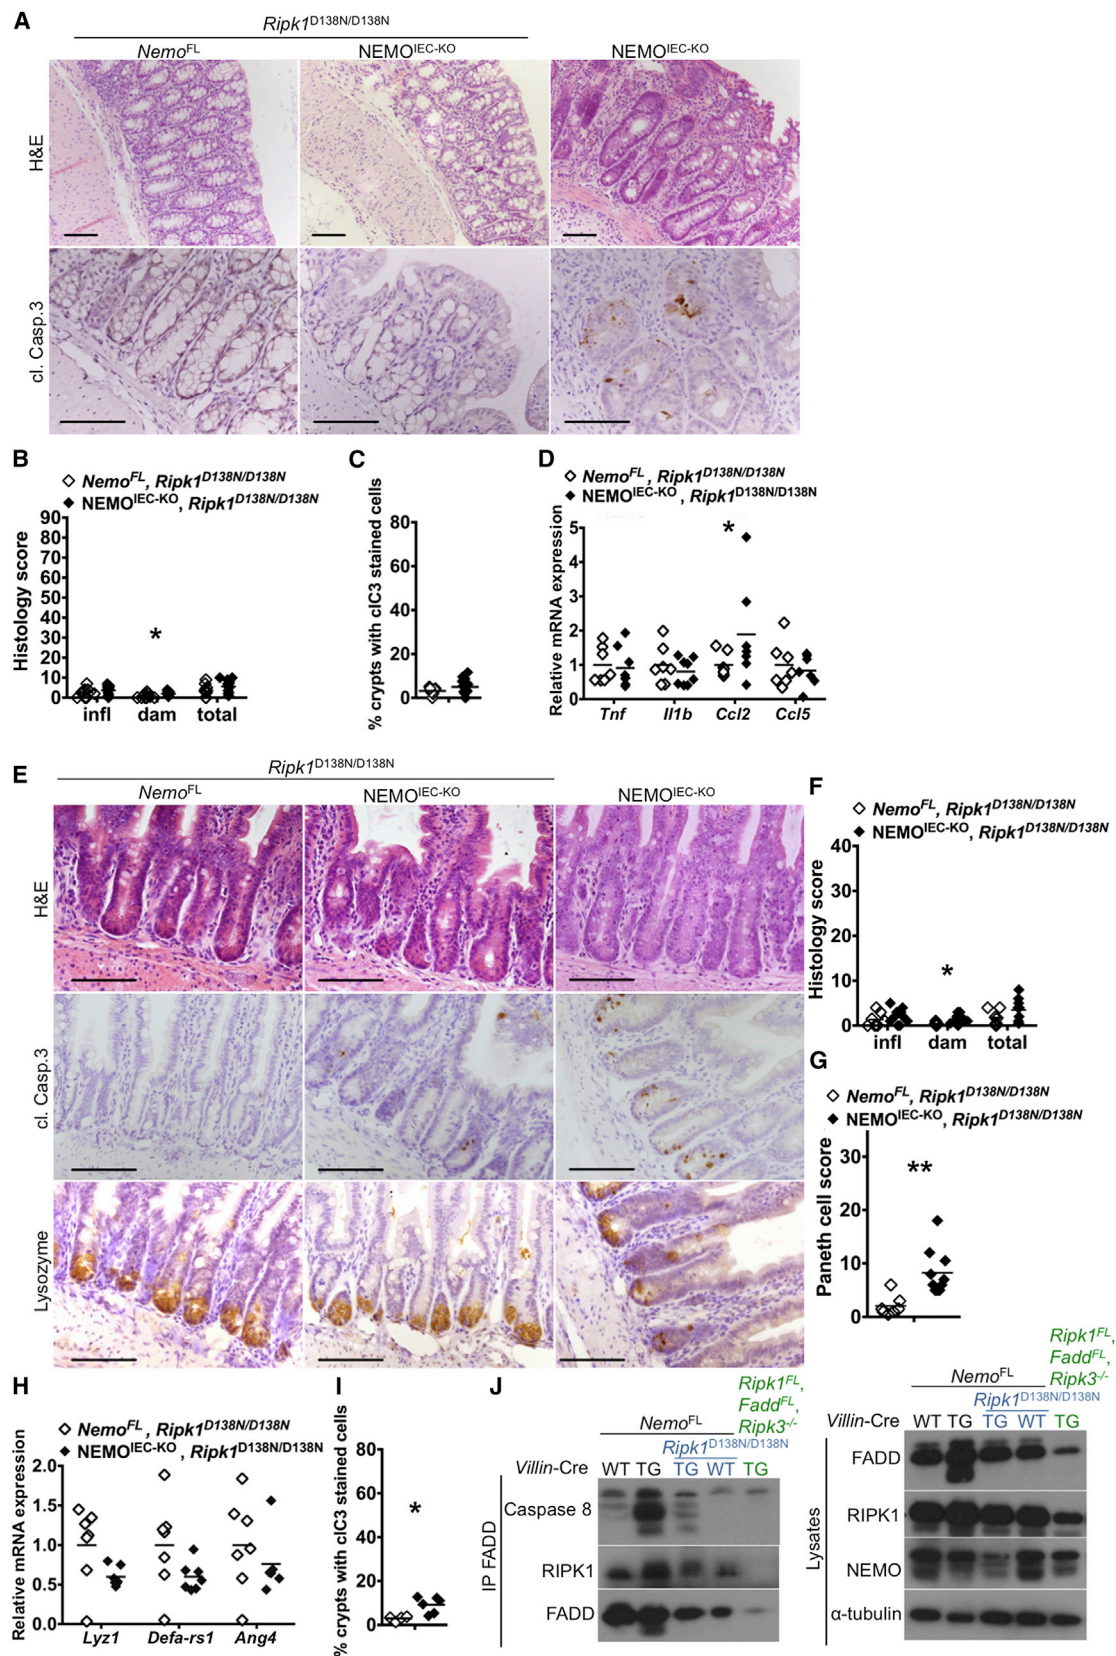 A
Ripk1D138N/D138N
NemoFL NEMOIEC-KO NEMOIEC-KO
H&E
cl. Casp.3
B
NemoFL, Ripk1D138N/D138N
NEMOIEC-KO, Ripk1D138N/D138N
Histology score
90
80
70
60
50
40
30
20
10
0
*
infl dam total
C
% crypts with clC3 stained cells
80
60
40
20
0
D
NemoFL, Ripk1D138N/D138N
NEMOIEC-KO, Ripk1D138N/D138N
Relative mRNA expression
5
4
3
2
1
0
*
Tnf Il1b Ccl2 Ccl5
E
Ripk1D138N/D138N
NemoFL NEMOIEC-KO NEMOIEC-KO
H&E
cl. Casp.3
Lysozyme
F
NemoFL, Ripk1D138N/D138N
NEMOIEC-KO, Ripk1D138N/D138N
Histology score
40
30
20
10
0
*
infl dam total
G
NemoFL, Ripk1D138N/D138N
NEMOIEC-KO, Ripk1D138N/D138N
Paneth cell score
30
20
10
0
**
H
NemoFL, Ripk1D138N/D138N
NEMOIEC-KO, Ripk1D138N/D138N
Relative mRNA expression
2.0
1.5
1.0
0.5
0.0
Lyz1 Defa-rs1 Ang4
I
% crypts with clC3 stained cells
80
60
40
20
0
*
J
Ripk1FL,
FaddFL,
Ripk3-/-
NemoFL
Ripk1D138N/D138N
Villin-Cre WT TG TG WT TG
IP FADD
Caspase 8
RIPK1
FADD
Ripk1FL,
FaddFL,
Ripk3-/-
NemoFL
Ripk1D138N/D138N
Villin-Cre WT TG TG WT TG
Lysates
FADD
RIPK1
NEMO
α-tubulin